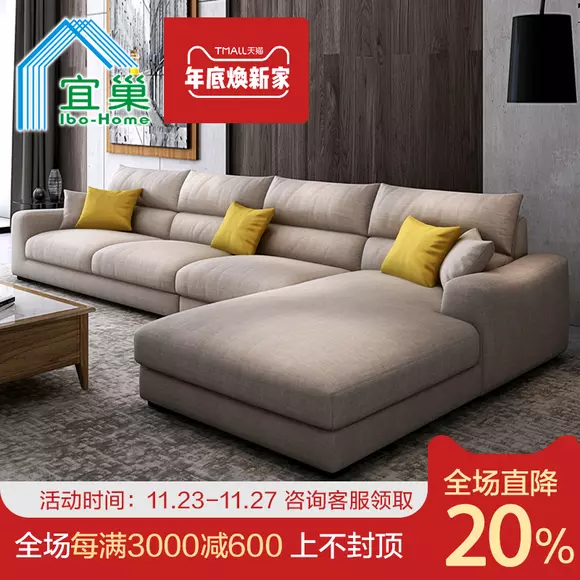 宜巢
Ibo-Home
TMALL天猫
年底焕新家
活动时间：11.23-11.27 咨询客服领取
全场每满3000减600 上不封顶
全场直降
20%